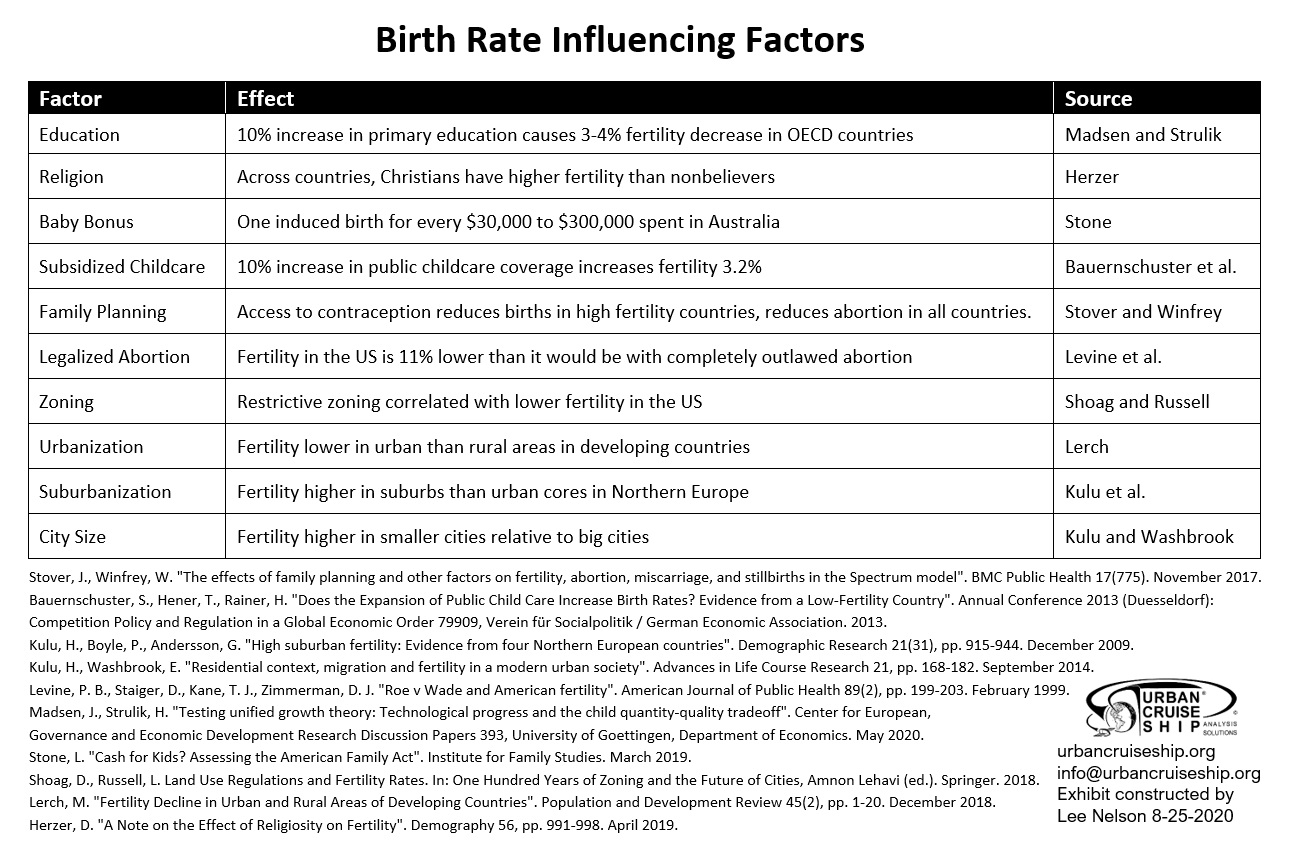 Birth Rate Influencing Factors
Factor Effect Source
Education 10% increase in primary education causes 3-4% fertility decrease in OECD countries Madsen and Strulik
Religion Across countries, Christians have higher fertility than nonbelievers Herzer
Baby Bonus One induced birth for every $30,000 to $300,000 spent in Australia Stone
Subsidized Childcare 10% increase in public childcare coverage increases fertility 3.2% Bauernschuster et al.
Family Planning Access to contraception reduces births in high fertility countries, reduces abortion in all countries. Stover and Winfrey
Legalized Abortion Fertility in the US is 11% lower than it would be with completely outlawed abortion Levine et al.
Zoning Restrictive zoning correlated with lower fertility in the US Shoag and Russell
Urbanization Fertility lower in urban than rural areas in developing countries Lerch
Suburbanization Fertility higher in suburbs than urban cores in Northern Europe Kulu et al.
City Size Fertility higher in smaller cities relative to big cities Kulu and Washbrook
Stover, J., Winfrey, W. "The effects of family planning and other factors on fertility, abortion, miscarriage, and stillbirths in the Spectrum model". BMC Public Health 17(775). November 2017.
Bauernschuster, S., Hener, T., Rainer, H. "Does the Expansion of Public Child Care Increase Birth Rates? Evidence from a Low-Fertility Country". Annual Conference 2013 (Duesseldorf):
Competition Policy and Regulation in a Global Economic Order 79909, Verein für Socialpolitik / German Economic Association. 2013.
Kulu, H., Boyle, P., Andersson, G. "High suburban fertility: Evidence from four Northern European countries". Demographic Research 21(31), pp. 915-944. December 2009.
Kulu, H., Washbrook, E. "Residential context, migration and fertility in a modern urban society". Advances in Life Course Research 21, pp. 168-182. September 2014.
Levine, P. B., Staiger, D., Kane, T. J., Zimmerman, D. J. "Roe v Wade and American fertility". American Journal of Public Health 89(2), pp. 199-203. February 1999.
Madsen, J., Strulik, H. "Testing unified growth theory: Technological progress and the child quantity-quality tradeoff". Center for European,
Governance and Economic Development Research Discussion Papers 393, University of Goettingen, Department of Economics. May 2020.
Stone, L. "Cash for Kids? Assessing the American Family Act". Institute for Family Studies. March 2019.
Shoag, D., Russell, L. Land Use Regulations and Fertility Rates. In: One Hundred Years of Zoning and the Future of Cities, Amnon Lehavi (ed.). Springer. 2018.
Lerch, M. "Fertility Decline in Urban and Rural Areas of Developing Countries". Population and Development Review 45(2), pp. 1-20. December 2018.
Herzer, D. "A Note on the Effect of Religiosity on Fertility". Demography 56, pp. 991-998. April 2019.
URBAN®
CRUISE ©
SHIP ANALYSIS
SOLUTIONS
urbancruiseship.org
info@urbancruiseship.org
Exhibit constructed by
Lee Nelson 8-25-2020